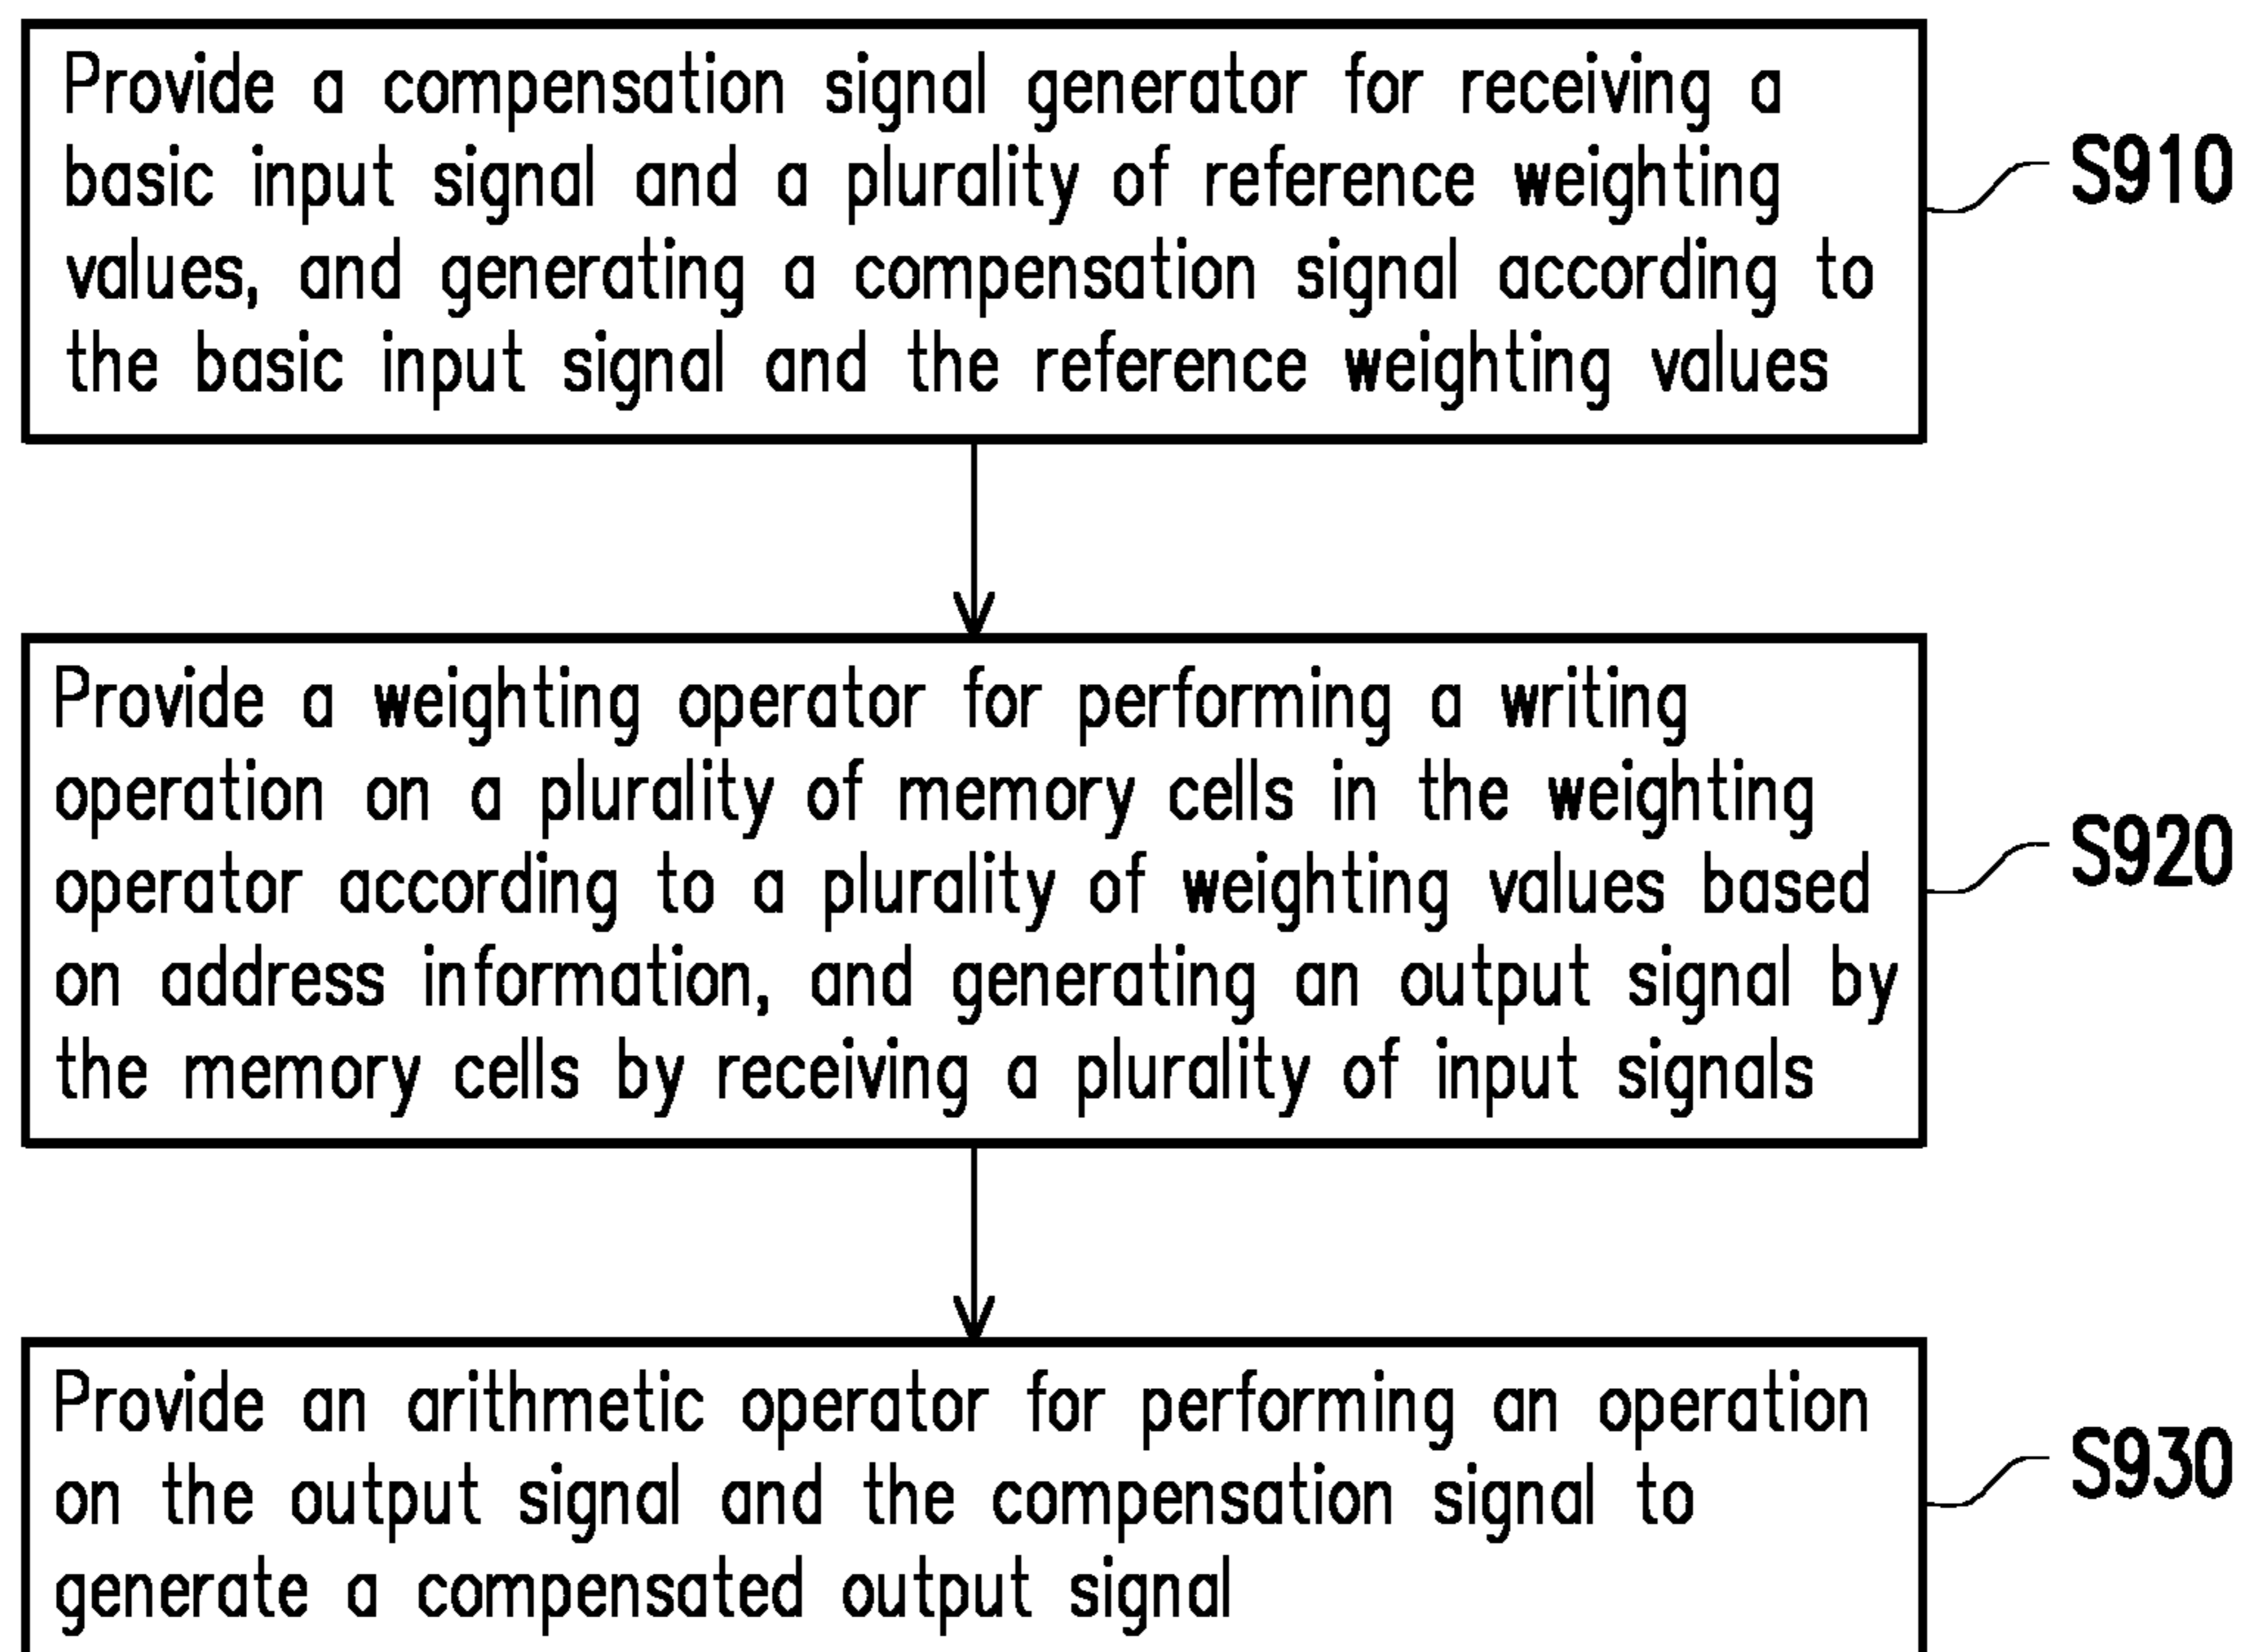 Provide a compensation signal generator for receiving a
basic input signal and a plurality of reference weighting
values, and generating a compensation signal according to
the basic input signal and the reference weighting values
S910
Provide a weighting operator for performing a writing
operation on a plurality of memory cells in the weighting
operator according to a plurality of weighting values based
on address information, and generating an output signal by
the memory cells by receiving a plurality of input signals
S920
Provide an arithmetic operator for performing an operation
on the output signal and the compensation signal to
generate a compensated output signal
S930